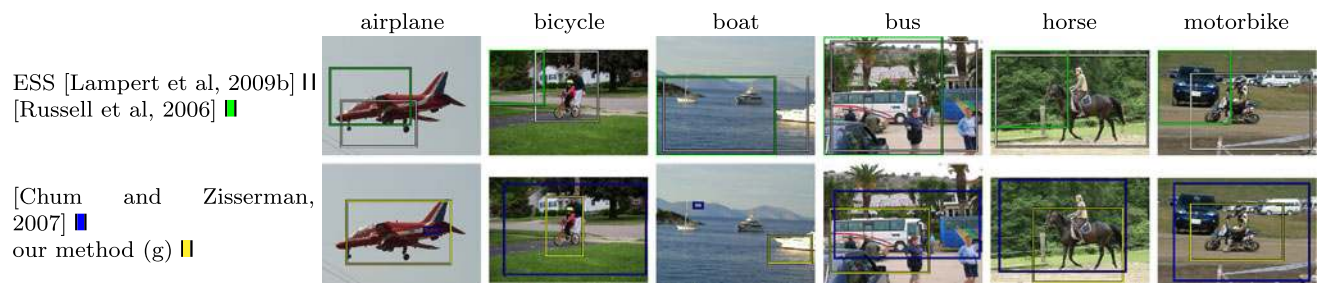 airplane bicycle boat bus horse motorbike
ESS [Lampert et al, 2009b]
[Russell et al, 2006]
[Chum and Zisserman,
2007]
our method (g)